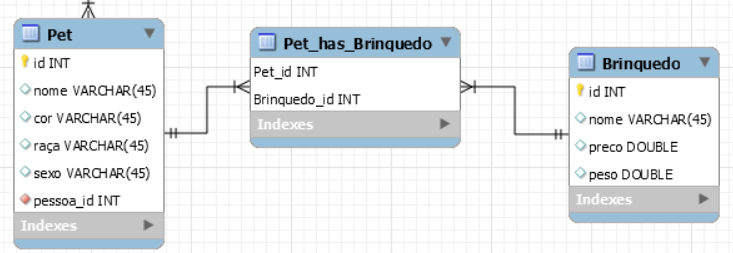 Pet
id INT
nome VARCHAR(45)
cor VARCHAR(45)
raça VARCHAR(45)
sexo VARCHAR(45)
pessoa_id INT
Indexes
Pet_has_Brinquedo
Pet_id INT
Brinquedo_id INT
Indexes
Brinquedo
id INT
nome VARCHAR(45)
preco DOUBLE
peso DOUBLE
Indexes